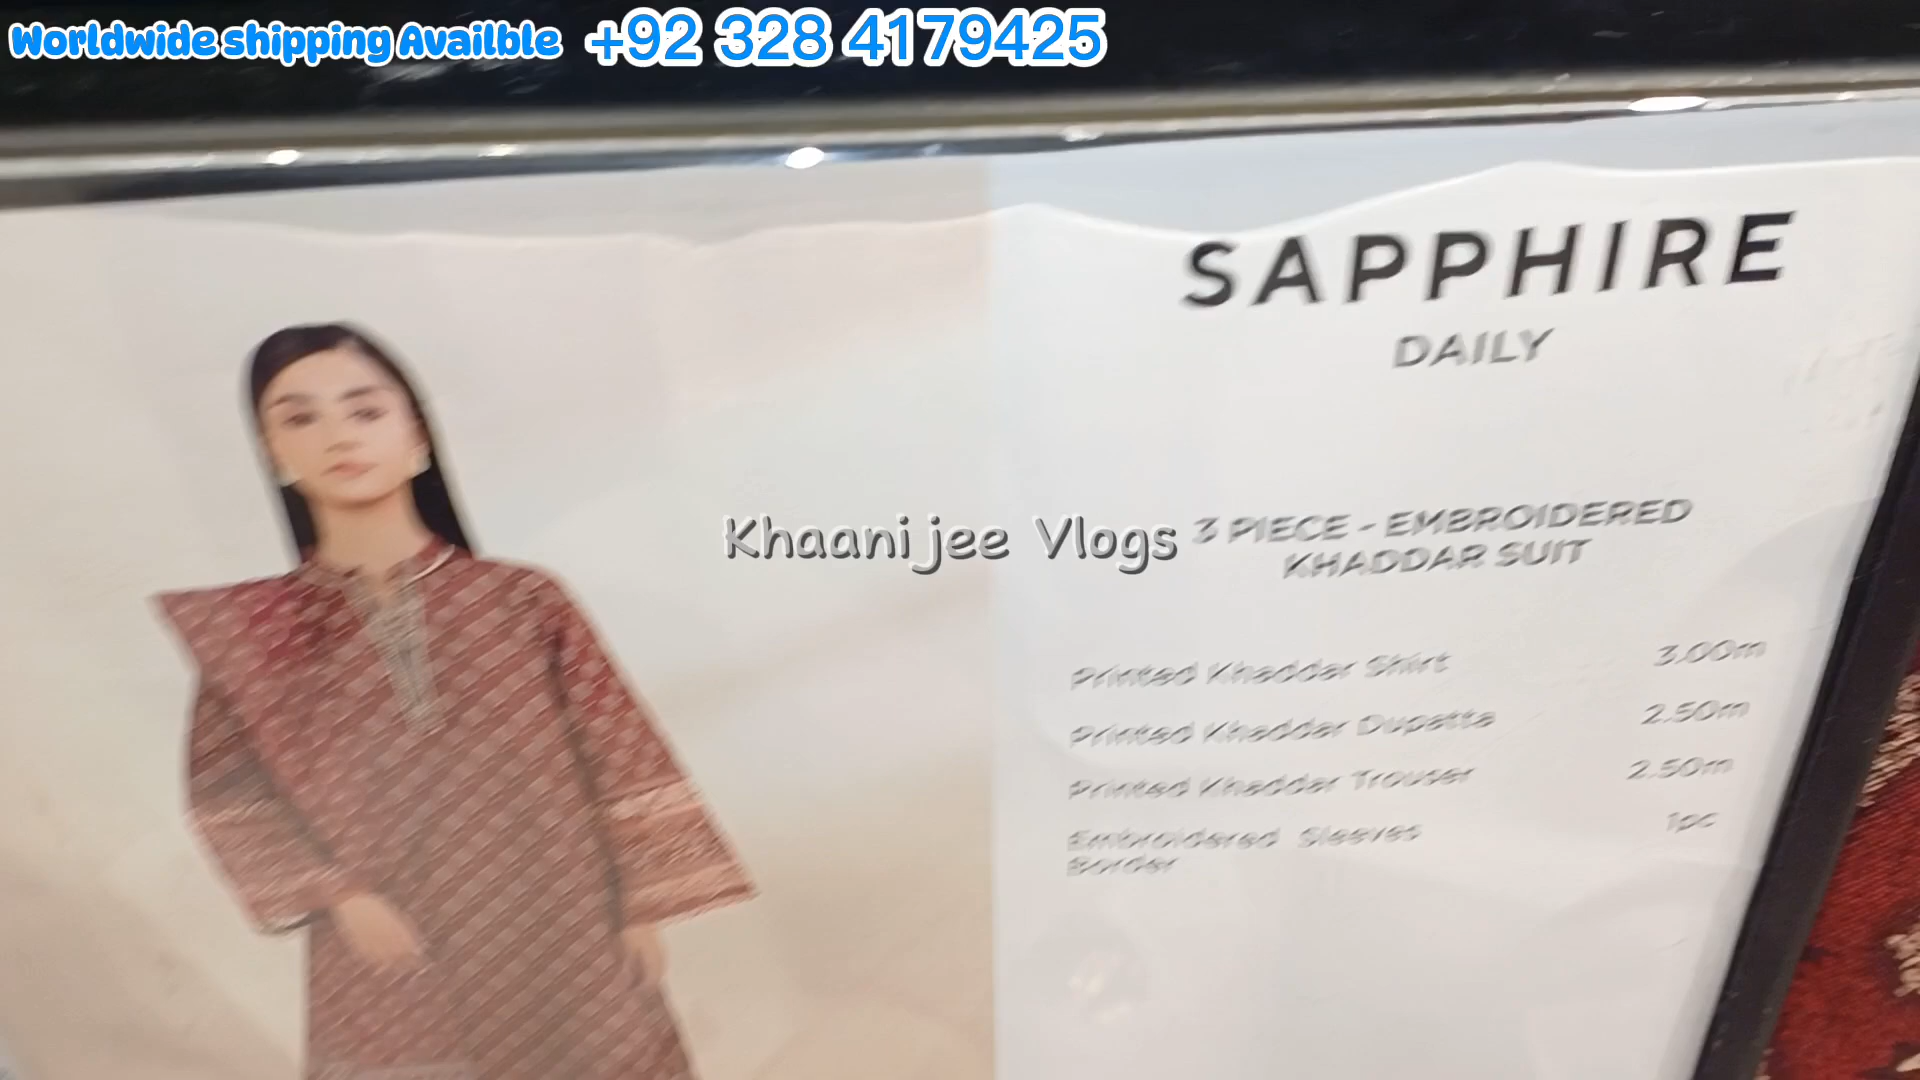 Worldwide shipping Availble +92 328 4179425
SAPPHIRE
DAILY
Khaani jee Vlogs
3 PIECE - EMBROIDERED
KHADDAR SUIT
Printed Khaddar Shirt 3.00m
Printed Khaddar Dupatta 2.50m
Printed Khaddar Trouser 2.50m
Embroidered Sleeves 1pc
Border